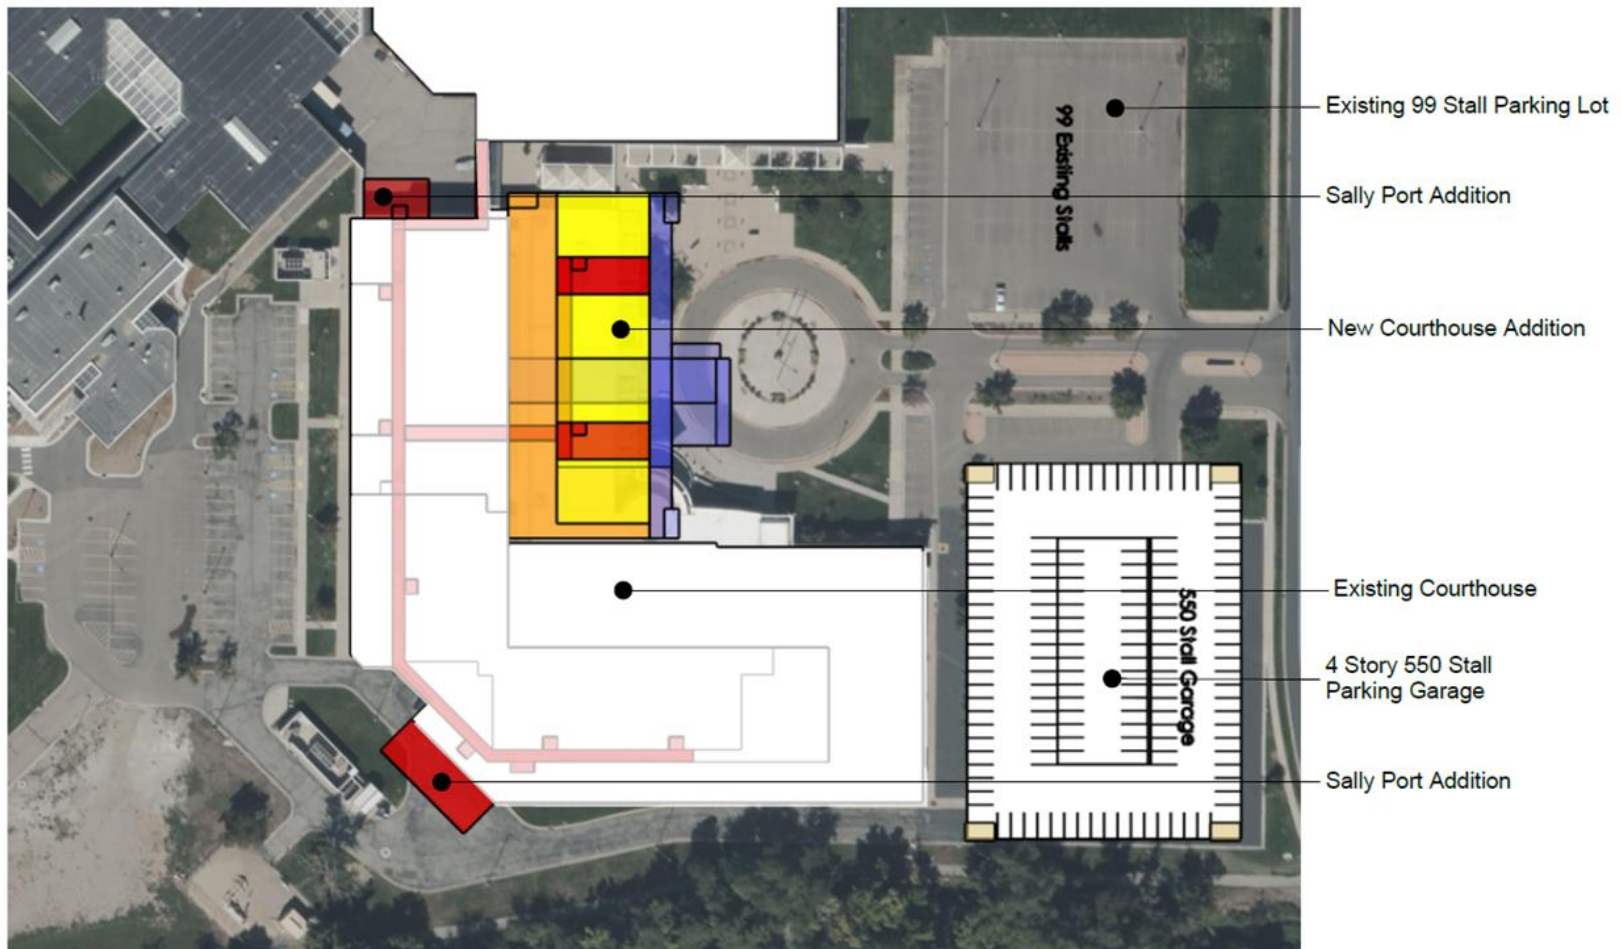 Existing 99 Stall Parking Lot
99 Existing Stalls
Sally Port Addition
New Courthouse Addition
Existing Courthouse
4 Story 550 Stall
Parking Garage
550 Stall Garage
Sally Port Addition